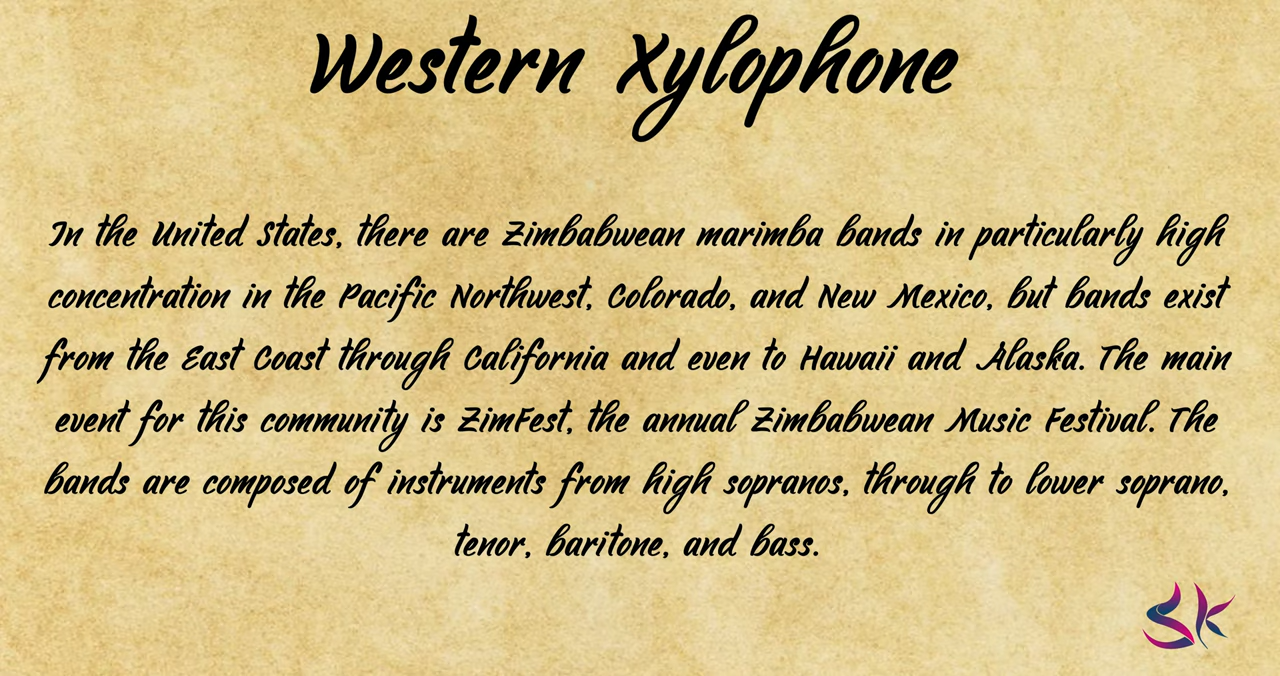 Western Xylophone
In the United States, there are Zimbabwean marimba bands in particularly high
concentration in the Pacific Northwest, Colorado, and New Mexico, but bands exist
from the East Coast through California and even to Hawaii and Alaska. The main
event for this community is ZimFest, the annual Zimbabwean Music Festival. The
bands are composed of instruments from high sopranos, through to lower soprano,
tenor, baritone, and bass.
SK